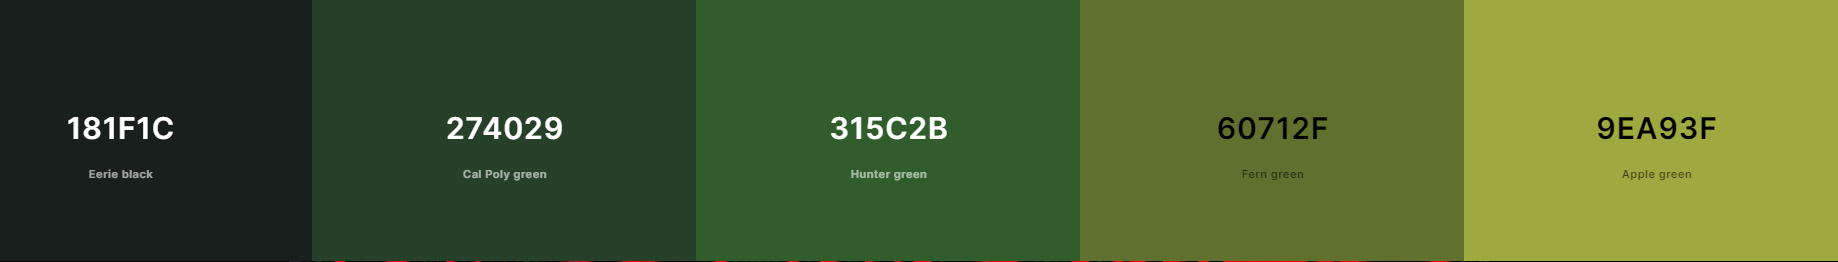 181F1C
Eerie black
274029
Cal Poly green
315C2B
Hunter green
60712F
Fern green
9EA93F
Apple green